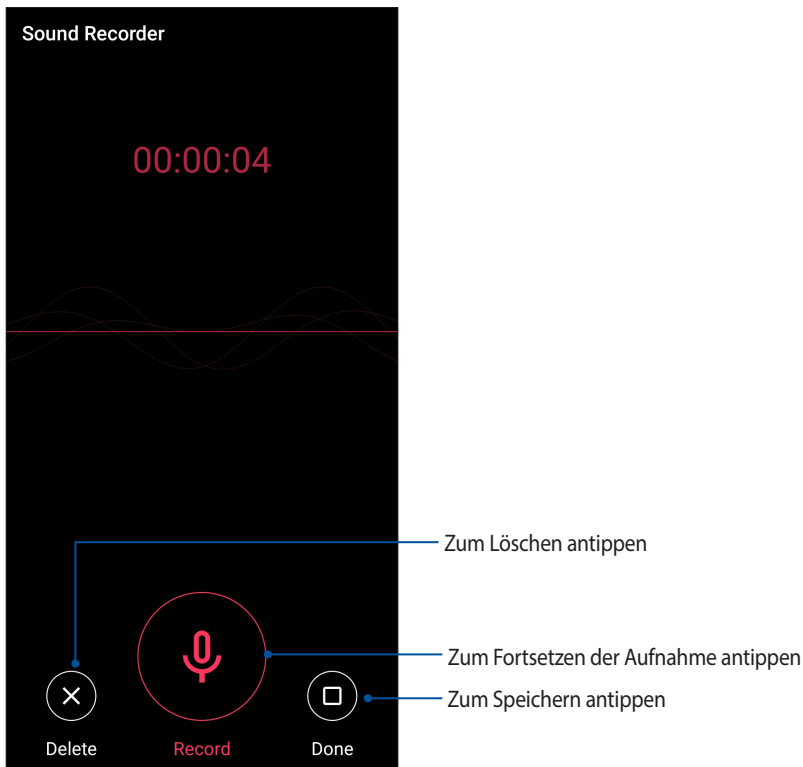 Sound Recorder
00:00:04
Zum Löschen antippen
Zum Fortsetzen der Aufnahme antippen
Zum Speichern antippen
Delete
Record
Done